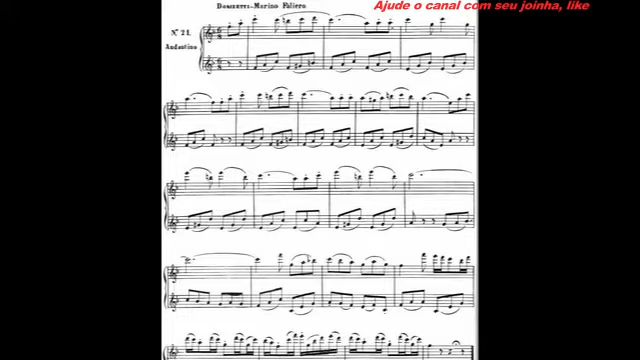 Donizetti-Marino Faliero
Ajude o canal com seu joinha, like
Nº 21.
Andantino